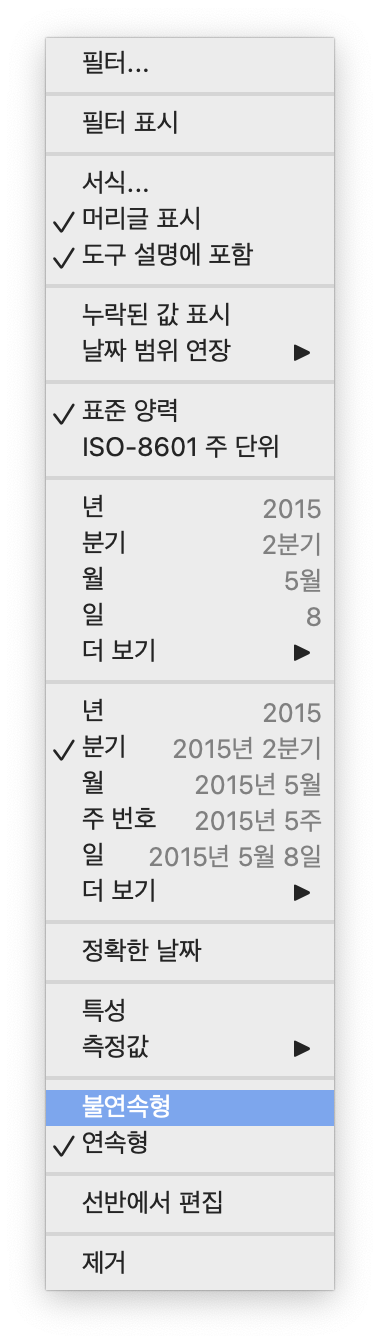 필터...
필터 표시
서식...
머리글 표시
도구 설명에 포함
누락된 값 표시
날짜 범위 연장
표준 양력
ISO-8601 주 단위
년 2015
분기 2분기
월 5월
일 8
더 보기
년 2015
분기 2015년 2분기
월 2015년 5월
주 번호 2015년 5주
일 2015년 5월 8일
더 보기
정확한 날짜
특성
측정값
불연속형
연속형
선반에서 편집
제거